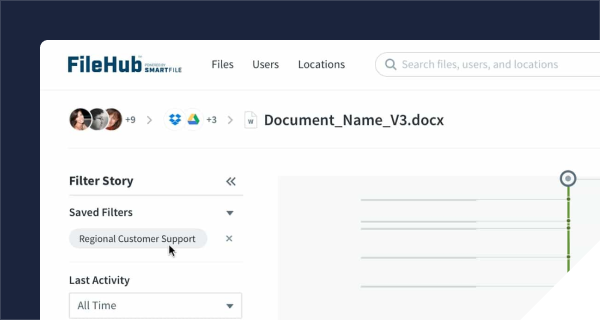 FileHub POWERED BY SMARTFILE Files Users Locations Search files, users, and locations
+9 +3 W Document_Name_V3.docx
Filter Story
Saved Filters
Regional Customer Support
Last Activity
All Time